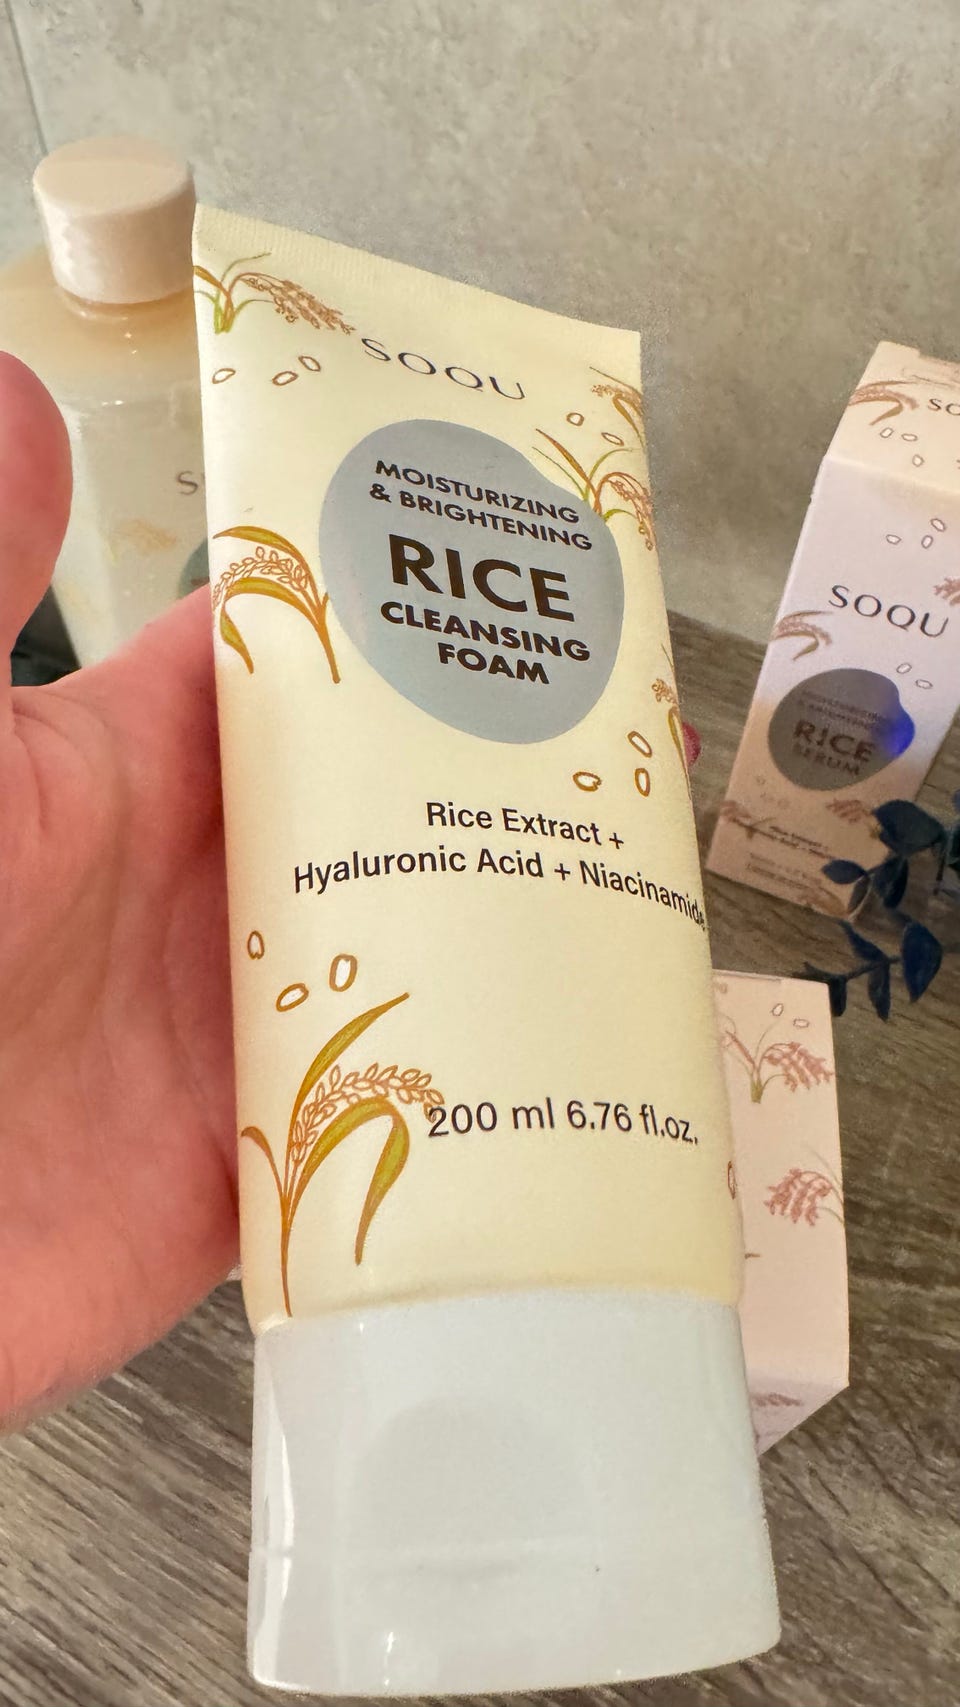 SOQU
MOISTURIZING
& BRIGHTENING
RICE
CLEANSING
FOAM
Rice Extract +
Hyaluronic Acid + Niacinamide
200 ml 6.76 fl.oz.
SOQU
RICE
SERUM